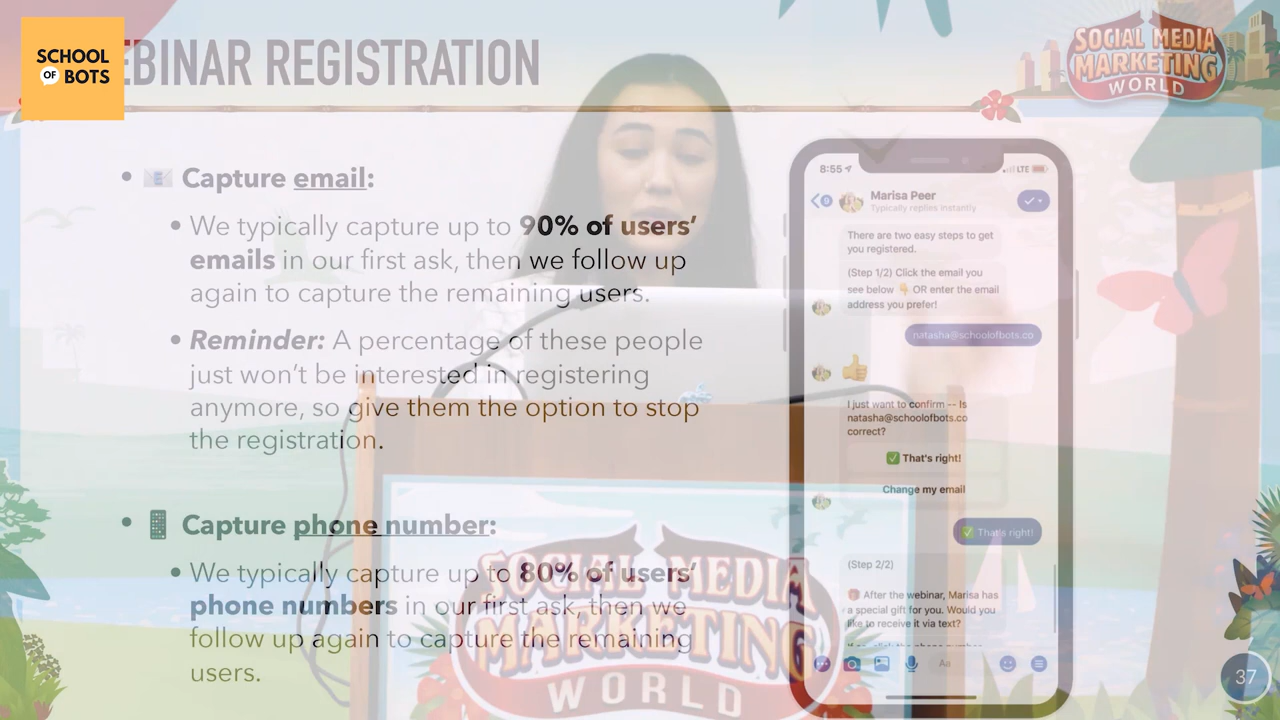 SCHOOL
OF BOTS
EBINAR REGISTRATION
SOCIAL MEDIA
MARKETING
WORLD
• 📧 Capture email:
• We typically capture up to 90% of users’
emails in our first ask, then we follow up
again to capture the remaining users.
• Reminder: A percentage of these people
just won’t be interested in registering
anymore, so give them the option to stop
the registration.
• 📱 Capture phone number:
• We typically capture up to 80% of users’
phone numbers in our first ask, then we
follow up again to capture the remaining
users.
8:55
LTE
Marisa Peer
Typically replies instantly
There are two easy steps to get
you registered.
(Step 1/2) Click the email you
see below 👇 OR enter the email
address you prefer!
natasha@schoolofbots.co
👍
I just want to confirm -- Is
natasha@schoolofbots.co
correct?
✅ That's right!
Change my email
✅ That's right!
(Step 2/2)
🎁 After the webinar, Marisa has
a special gift for you. Would you
like to receive it via text?
Aa
SOCIAL MEDIA
MARKETING
WORLD
37